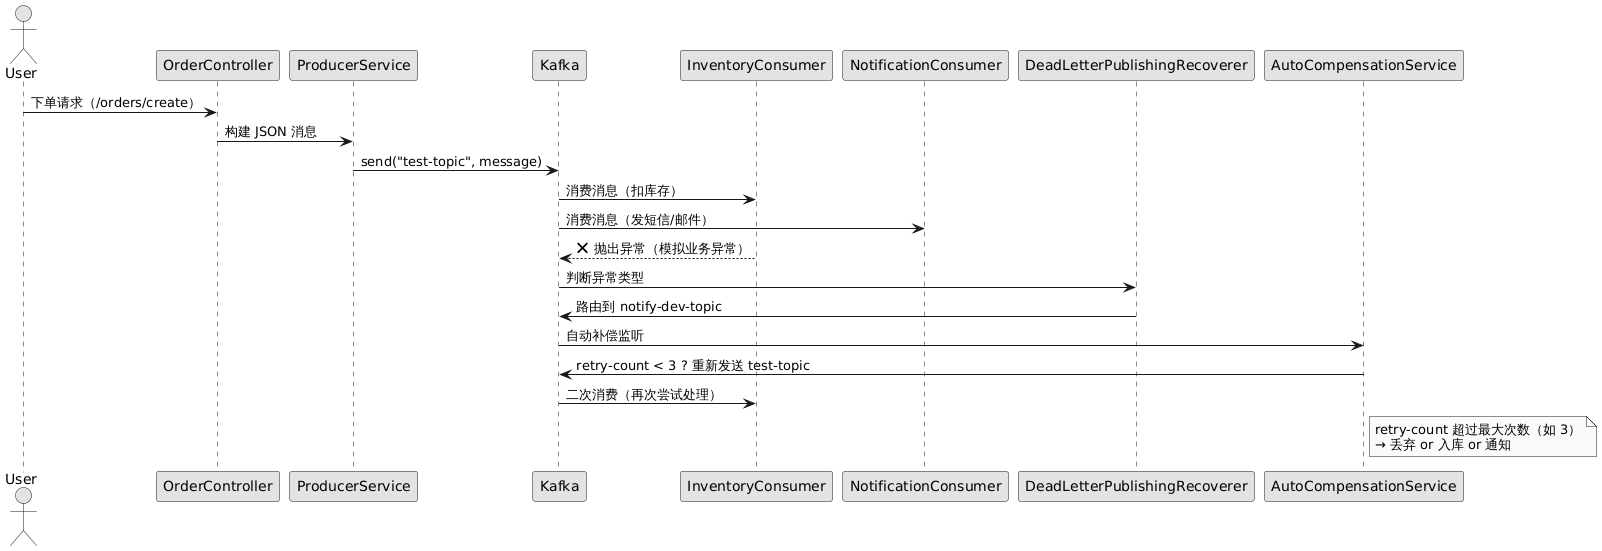 User
OrderController
ProducerService
Kafka
InventoryConsumer
NotificationConsumer
DeadLetterPublishingRecoverer
AutoCompensationService
下单请求（/orders/create）
构建 JSON 消息
send("test-topic", message)
消费消息（扣库存）
消费消息（发短信/邮件）
❌ 抛出异常（模拟业务异常）
判断异常类型
路由到 notify-dev-topic
自动补偿监听
retry-count < 3 ? 重新发送 test-topic
二次消费（再次尝试处理）
retry-count 超过最大次数（如 3）
→ 丢弃 or 入库 or 通知
User
OrderController
ProducerService
Kafka
InventoryConsumer
NotificationConsumer
DeadLetterPublishingRecoverer
AutoCompensationService